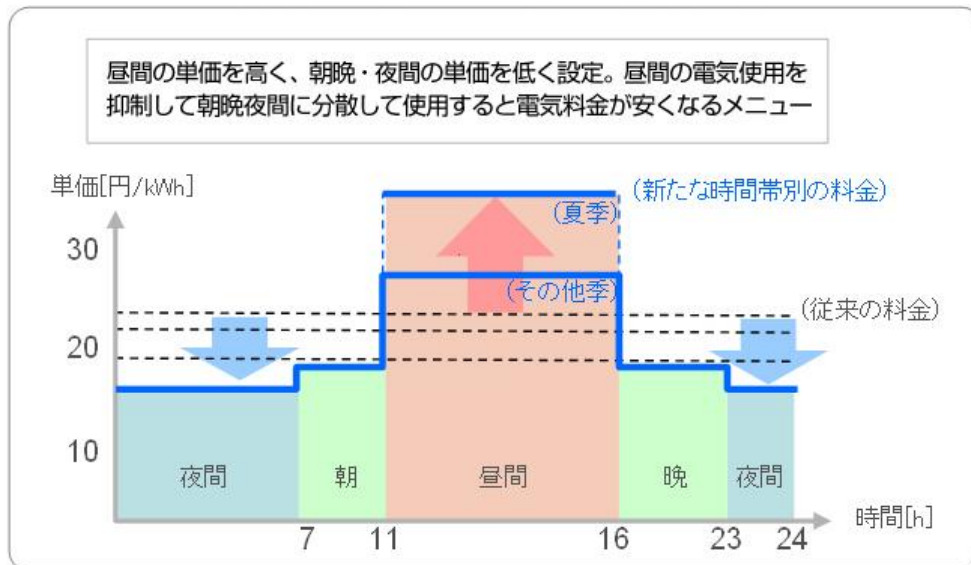 昼間の単価を高く、朝晩・夜間の単価を低く設定。昼間の電気使用を
抑制して朝晩夜間に分散して使用すると電気料金が安くなるメニュー
単価[円/kWh]
(新たな時間帯別の料金)
(夏季)
30
(その他季)
(従来の料金)
20
10
夜間
朝
昼間
晩
夜間
時間[h]
7
11
16
23
24